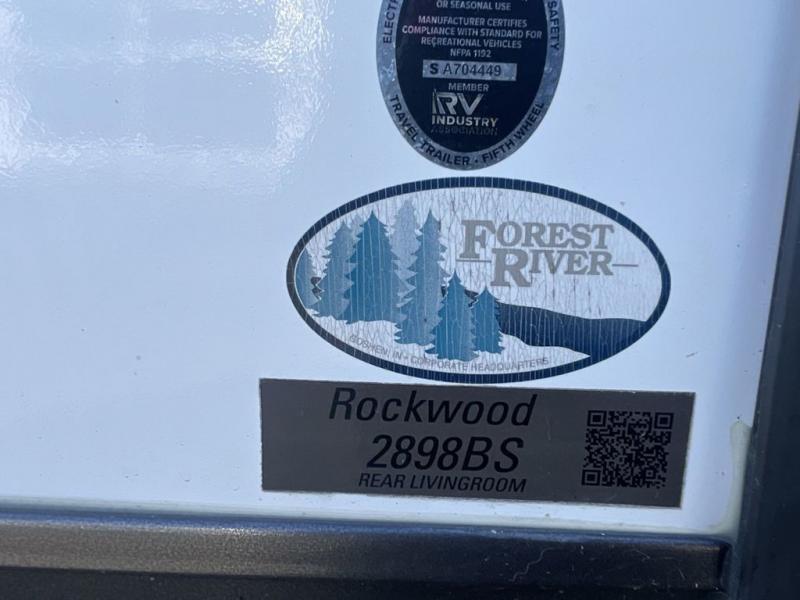 OR SEASONAL USE
MANUFACTURER CERTIFIES
COMPLIANCE WITH STANDARD FOR
RECREATIONAL VEHICLES
NFPA 1192
S A704449
MEMBER
RV
INDUSTRY
ASSOCIATION
SAFETY
TRAVEL TRAILER • FIFTH WHEEL
FOREST
RIVER
GOSHEN, IN • CORPORATE HEADQUARTERS
Rockwood
2898BS
REAR LIVINGROOM